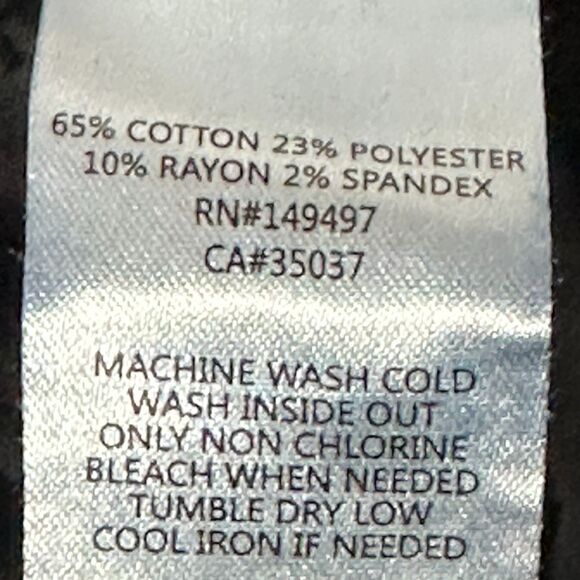 65% COTTON 23% POLYESTER
10% RAYON 2% SPANDEX
RN#149497
CA#35037
MACHINE WASH COLD
WASH INSIDE OUT
ONLY NON CHLORINE
BLEACH WHEN NEEDED
TUMBLE DRY LOW
COOL IRON IF NEEDED